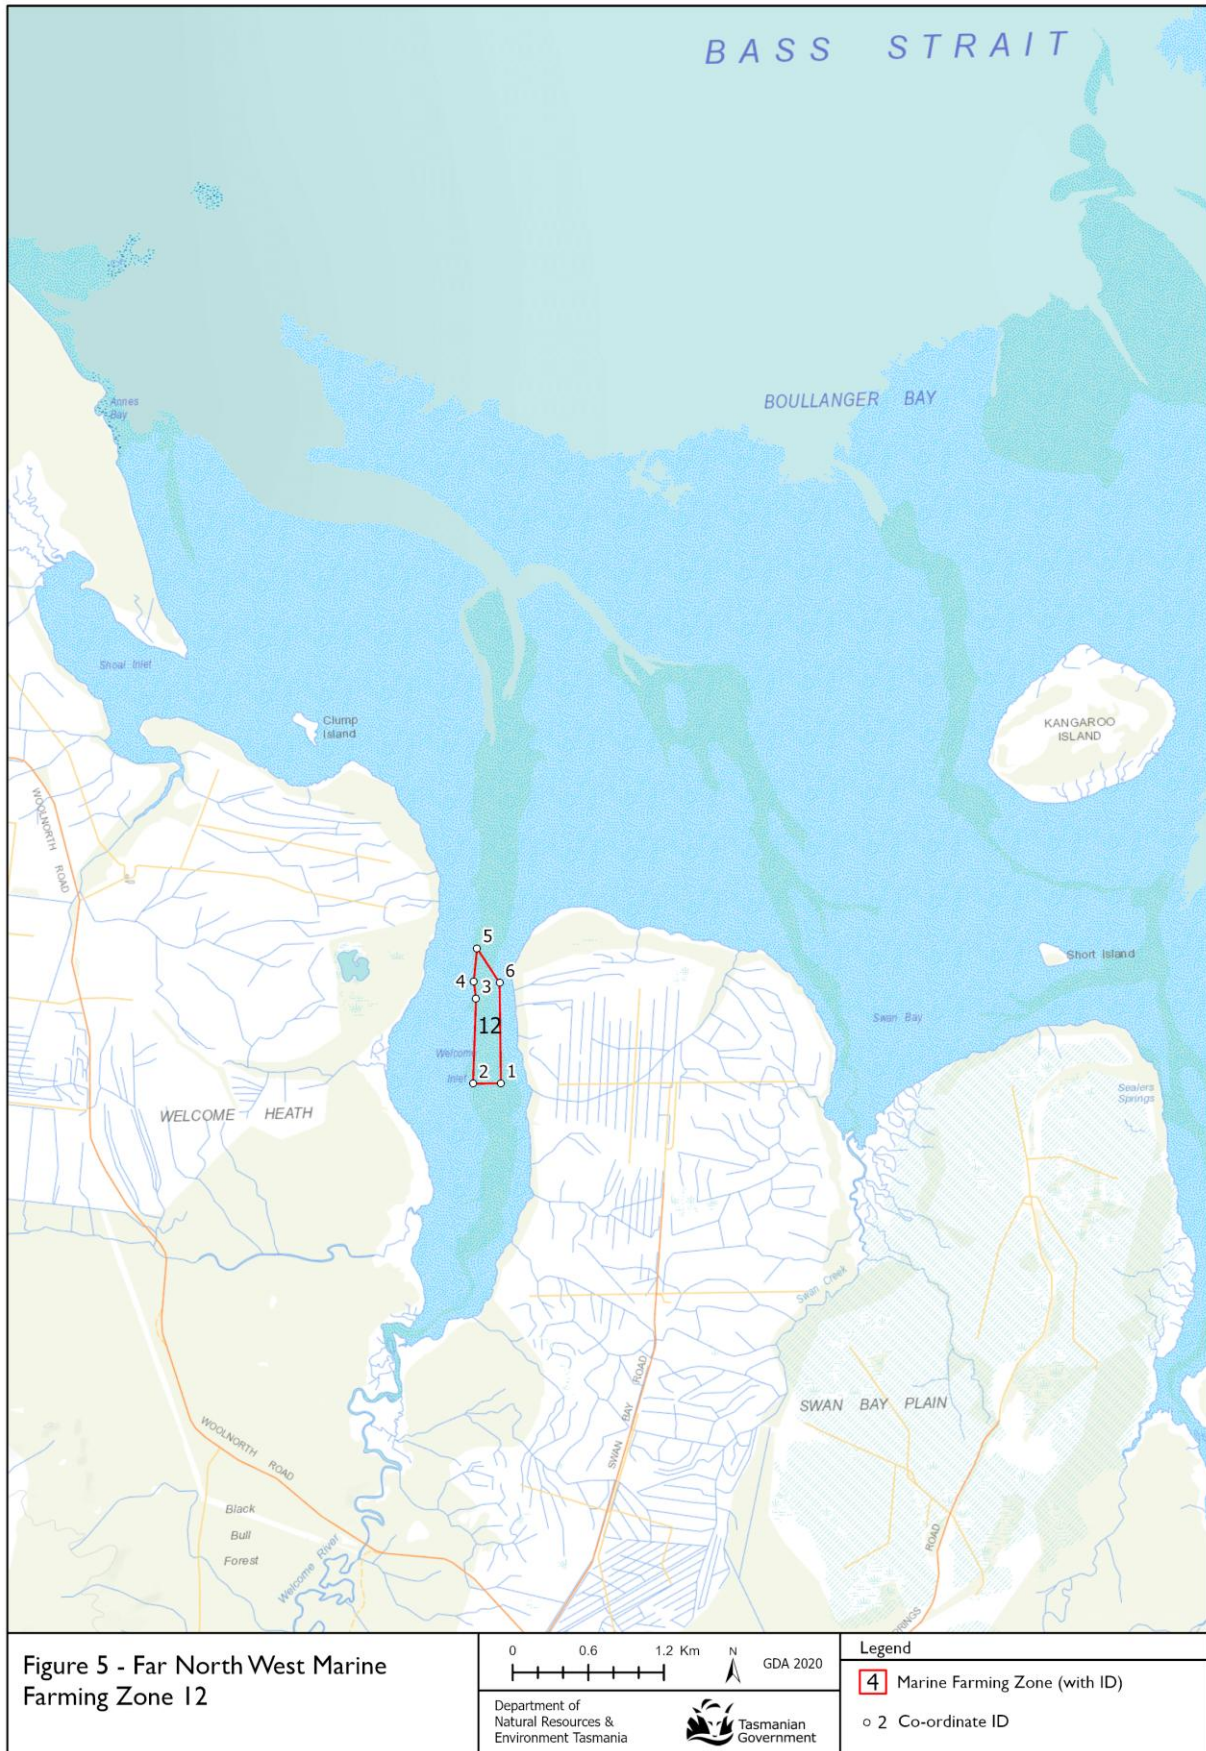 BASS STRAIT
Annes
Bay
BOULLANGER BAY
Shoal Inlet
Clump
Island
KANGAROO
ISLAND
WOOLNORTH ROAD
5
4
6
3
12
Short Island
Swan Bay
Welcome
Inlet
2
1
Sealers
Springs
WELCOME HEATH
Swan Creek
SWAN BAY ROAD
SWAN BAY PLAIN
WOOLNORTH ROAD
Black
Bull
Forest
Welcome River
ROAD
Figure 5 - Far North West Marine
Farming Zone 12
0 0.6 1.2 Km
N
GDA 2020
Department of
Natural Resources &
Environment Tasmania
Tasmanian
Government
Legend
4 Marine Farming Zone (with ID)
2 Co-ordinate ID